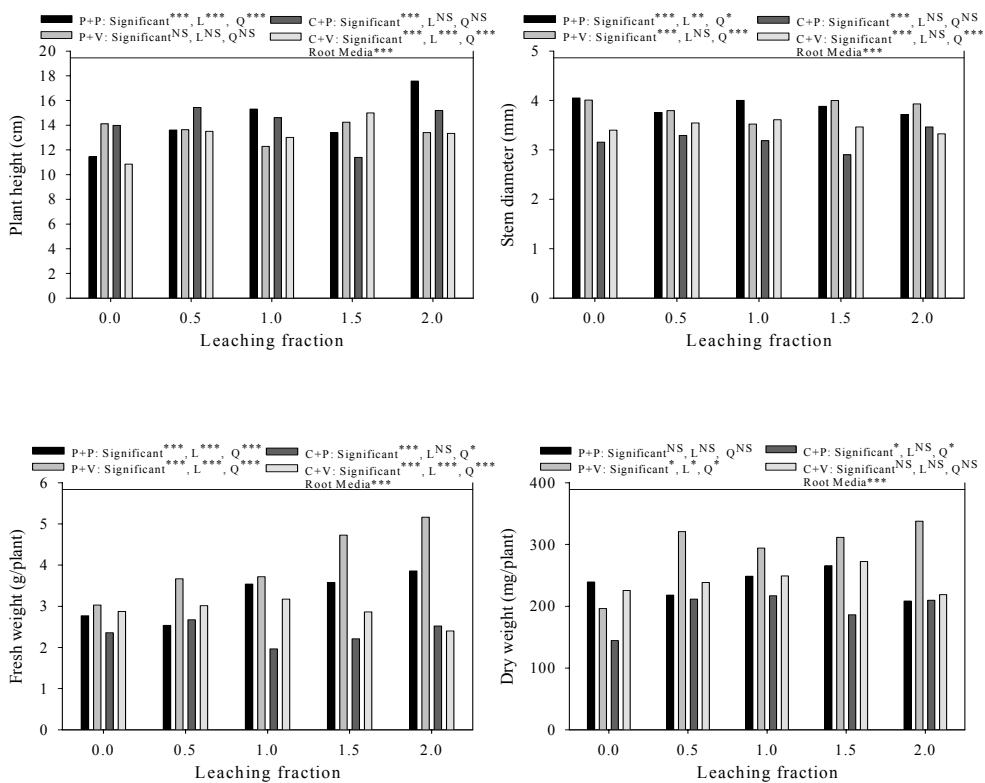 P+P: Significant***, L***, Q***
P+V: Significant^NS, L^NS, Q^NS
C+P: Significant***, L^NS, Q^NS
C+V: Significant***, L***, Q***
Root Media***
20
18
16
14
12
10
8
6
4
2
0
Plant height (cm)
0.0 0.5 1.0 1.5 2.0
Leaching fraction
P+P: Significant***, L**, Q*
P+V: Significant***, L^NS, Q***
C+P: Significant***, L^NS, Q^NS
C+V: Significant***, L^NS, Q***
Root Media***
5
4
3
2
1
0
Stem diameter (mm)
0.0 0.5 1.0 1.5 2.0
Leaching fraction
P+P: Significant***, L***, Q***
P+V: Significant***, L***, Q***
C+P: Significant***, L^NS, Q*
C+V: Significant***, L***, Q***
Root Media***
6
5
4
3
2
1
0
Fresh weight (g/plant)
0.0 0.5 1.0 1.5 2.0
Leaching fraction
P+P: Significant^NS, L^NS, Q^NS
P+V: Significant*, L*, Q*
C+P: Significant*, L^NS, Q*
C+V: Significant^NS, L^NS, Q^NS
Root Media***
400
300
200
100
0
Dry weight (mg/plant)
0.0 0.5 1.0 1.5 2.0
Leaching fraction